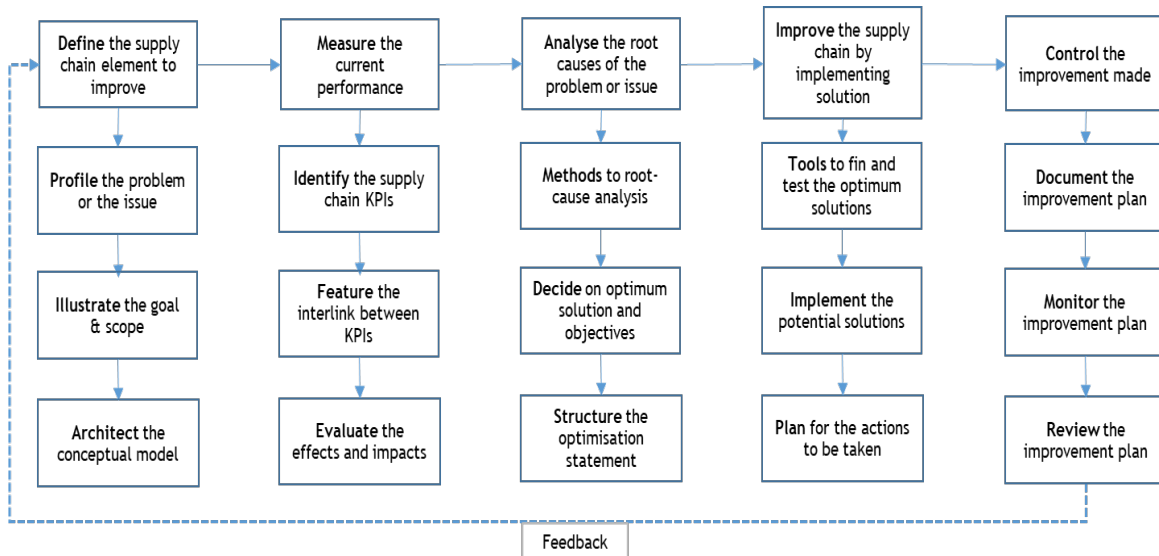 Define the supply
chain element to
improve
Profile the problem
or the issue
Illustrate the goal
& scope
Architect the
conceptual model
Measure the
current
performance
Identify the supply
chain KPIs
Feature the
interlink between
KPIs
Evaluate the
effects and impacts
Analyse the root
causes of the
problem or issue
Methods to root-
cause analysis
Decide on optimum
solution and
objectives
Structure the
optimisation
statement
Improve the supply
chain by
implementing
solution
Tools to fin and
test the optimum
solutions
Implement the
potential solutions
Plan for the actions
to be taken
Control the
improvement made
Document the
improvement plan
Monitor the
improvement plan
Review the
improvement plan
Feedback